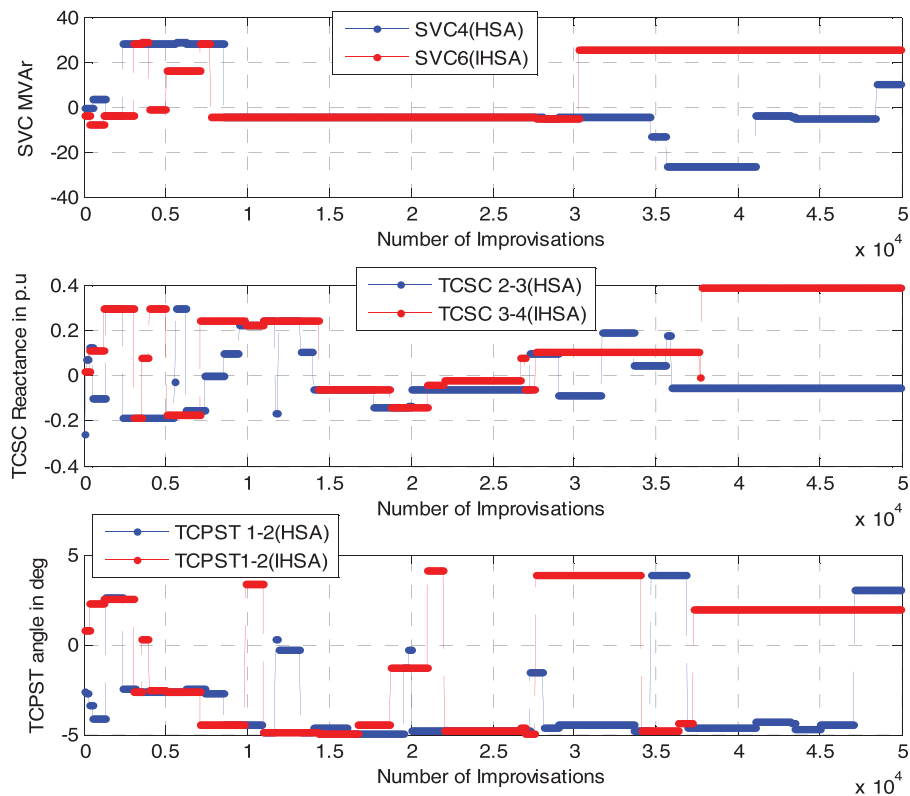 SVC MVAr
40
20
0
-20
-40
SVC4(HSA)
SVC6(IHSA)
0 0.5 1 1.5 2 2.5 3 3.5 4 4.5 5
Number of Improvisations
x 10^4
TCSC Reactance in p.u
0.4
0.2
0
-0.2
-0.4
TCSC 2-3(HSA)
TCSC 3-4(IHSA)
0 0.5 1 1.5 2 2.5 3 3.5 4 4.5 5
Number of Improvisations
x 10^4
TCPST angle in deg
TCPST 1-2(HSA)
TCPST1-2(IHSA)
5
0
-5
0 0.5 1 1.5 2 2.5 3 3.5 4 4.5 5
Number of Improvisations
x 10^4